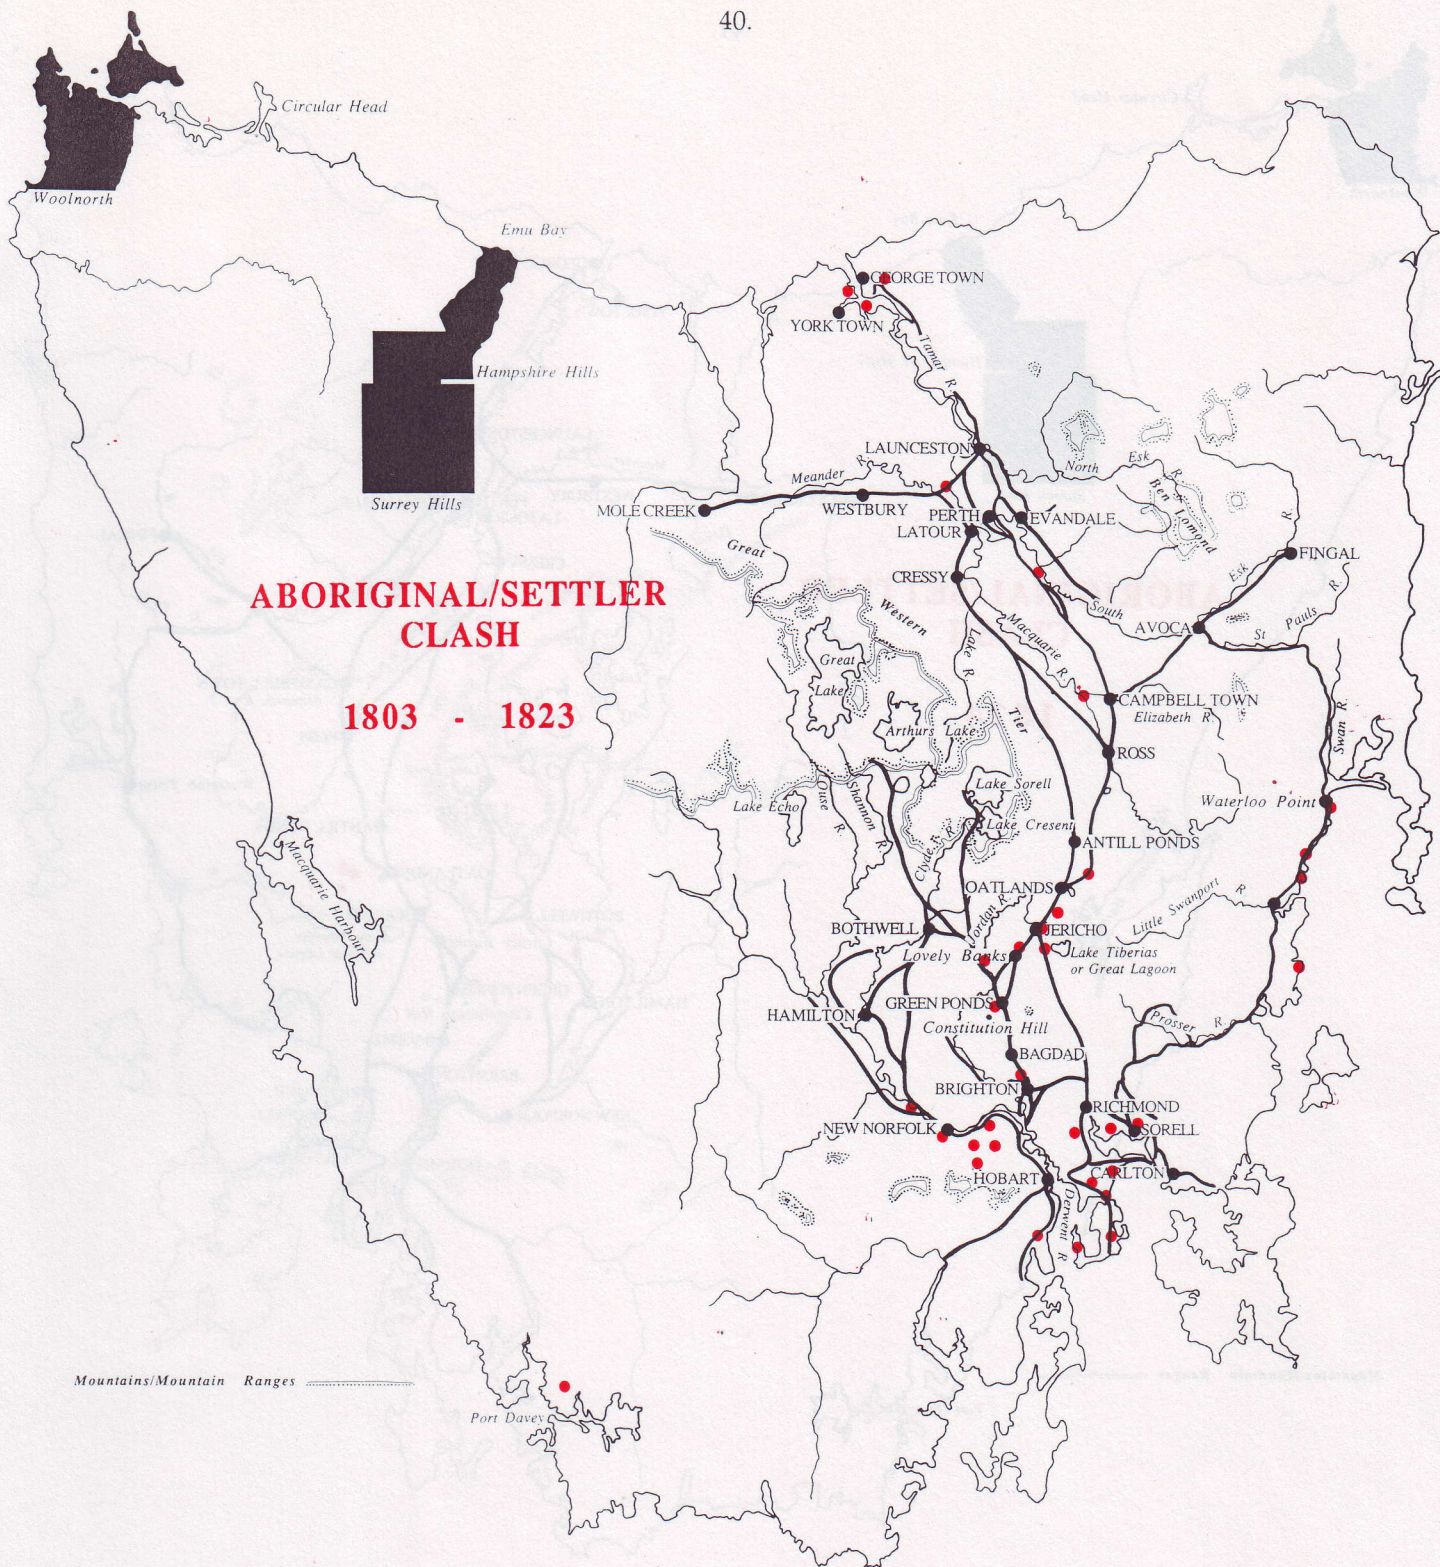 40.
Circular Head
Woolnorth
Emu Bay
GEORGE TOWN
YORK TOWN
Tamar R.
Hampshire Hills
Surrey Hills
LAUNCESTON
North Esk R.
Meander R.
MOLE CREEK
WESTBURY
PERTH
EVANDALE
LATOUR
Ben Lomond
FINGAL
CRESSY
Great Western Tier
ABORIGINAL/SETTLER
CLASH
1803 - 1823
South Esk R.
AVOCA
St Pauls R.
Macquarie R.
Lake R.
Great
Lake
Arthurs Lake
CAMPBELL TOWN
Elizabeth R.
ROSS
Swan R.
Lake Sorell
Lake Echo
Ouse R.
Shannon R.
Waterloo Point
Lake Cresent
Clyde R.
ANTILL PONDS
Macquarie Harbour
OATLANDS
Jordan R.
Little Swanport R.
BOTHWELL
JERICHO
Lovely Banks
Lake Tiberias
or Great Lagoon
GREEN PONDS
HAMILTON
Constitution Hill
Prosser R.
BAGDAD
BRIGHTON
RICHMOND
NEW NORFOLK
SORELL
HOBART
CARLTON
Derwent R.
Mountains/Mountain Ranges
Port Davey